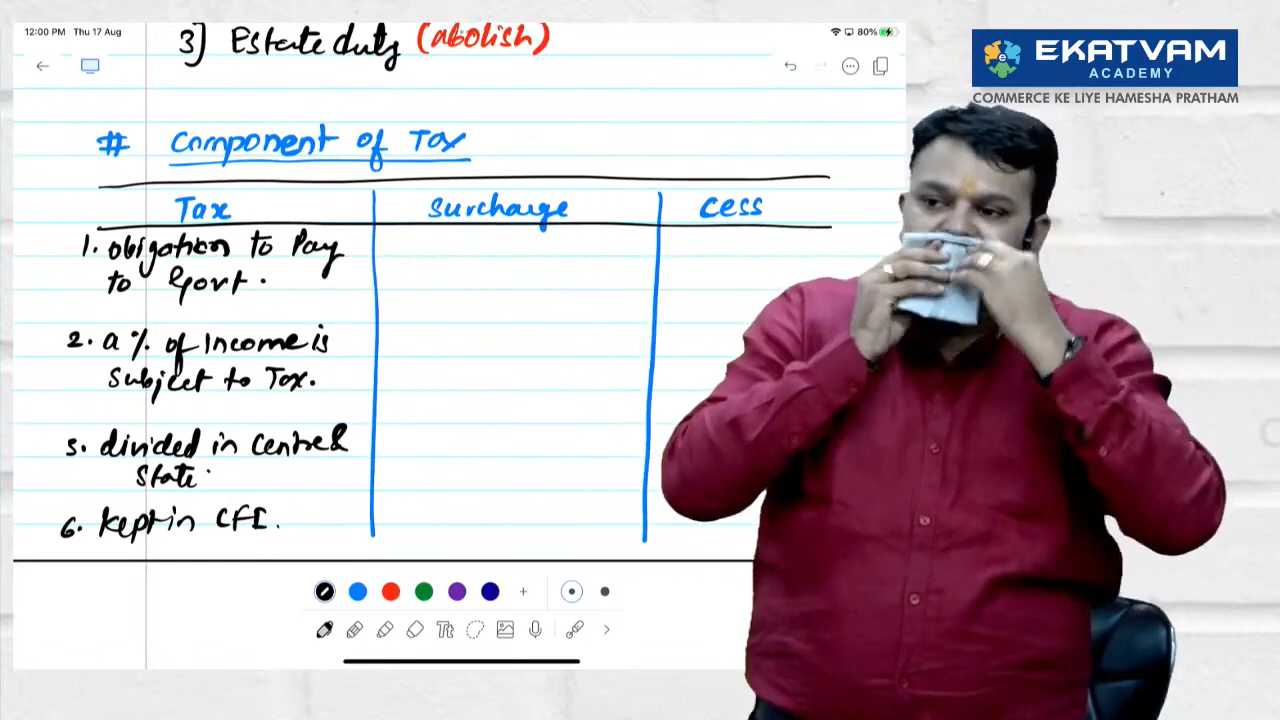 12:00 PM Thu 17 Aug
80%
3] Estate duty (abolish)
EKATVAM
ACADEMY
COMMERCE KE LIYE HAMESHA PRATHAM
# Component of Tax
Tax Surcharge Cess
1. obigation to Pay
to Govt.
2. a % of Income is
Subject to Tax.
5. divided in Centre &
State.
6. Kept in CFI.
Tt